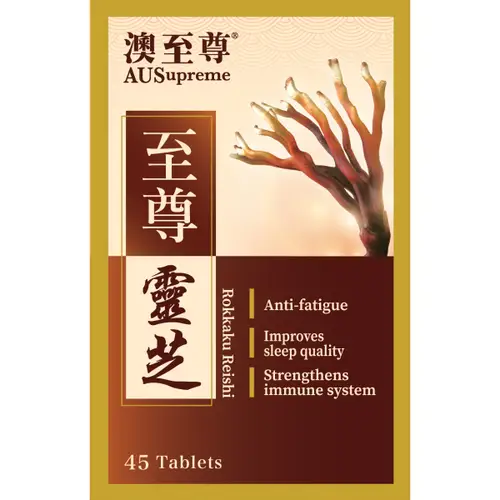 澳至尊®
AUSupreme
至尊
靈芝
Rokkaku Reishi
Anti-fatigue
Improves
sleep quality
Strengthens
immune system
45 Tablets